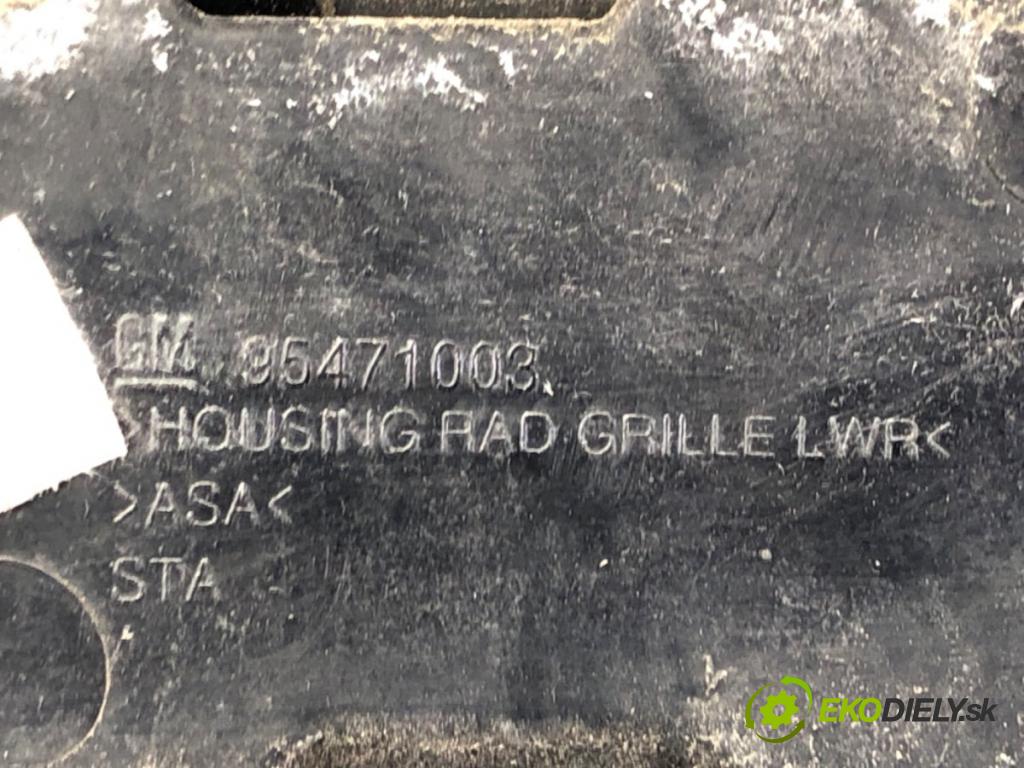 GM 95471003
>HOUSING RAD GRILLE LWR<
>ASA<
STA
EKODIELY.sk